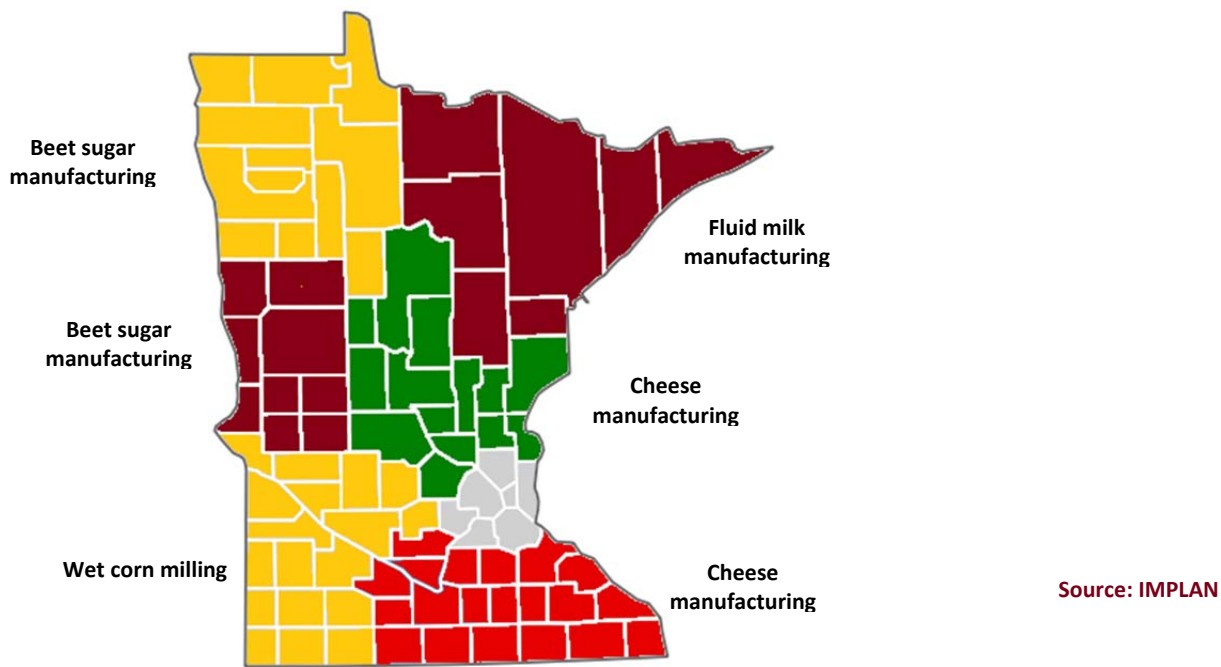 Beet sugar
manufacturing
Fluid milk
manufacturing
Beet sugar
manufacturing
Cheese
manufacturing
Wet corn milling
Cheese
manufacturing
Source: IMPLAN